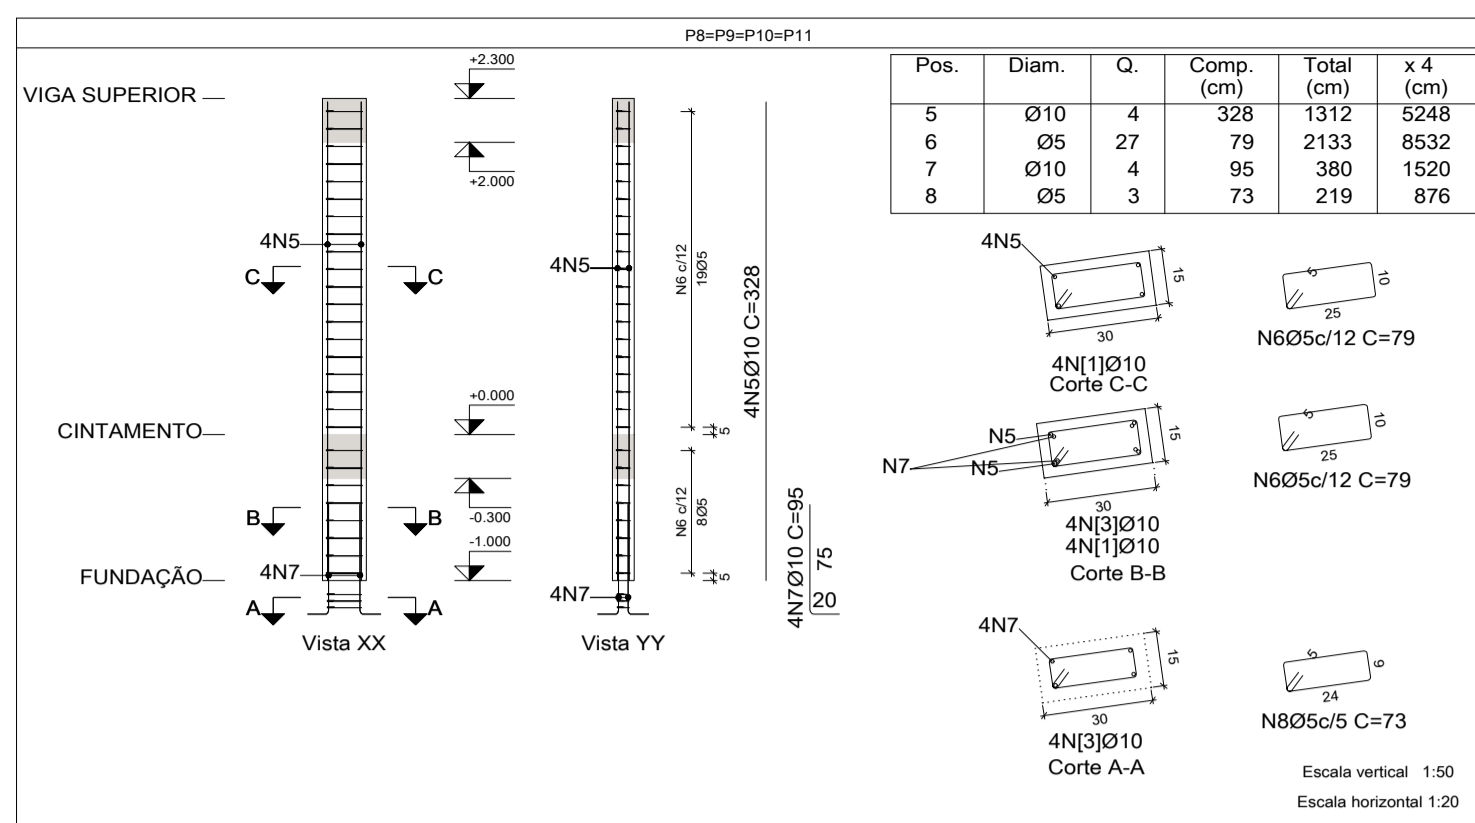 P8=P9=P10=P11
VIGA SUPERIOR
CINTAMENTO
FUNDAÇÃO
4N5
C C
B B
4N7
A A
Vista XX
+2.300
+2.000
+0.000
-0.300
-1.000
4N5
4N7
Vista YY
N6 c/12
19Ø5
5
N6 c/12
8Ø5
5
4N5Ø10 C=328
4N7Ø10 C=95
75
20
Pos. Diam. Q. Comp. (cm) Total (cm) x 4 (cm)
5 Ø10 4 328 1312 5248
6 Ø5 27 79 2133 8532
7 Ø10 4 95 380 1520
8 Ø5 3 73 219 876
4N5
15
30
4N[1]Ø10
Corte C-C
5
10
25
N6Ø5c/12 C=79
N5
N7
N5
15
30
4N[3]Ø10
4N[1]Ø10
Corte B-B
5
10
25
N6Ø5c/12 C=79
4N7
15
30
4N[3]Ø10
Corte A-A
5
9
24
N8Ø5c/5 C=73
Escala vertical 1:50
Escala horizontal 1:20